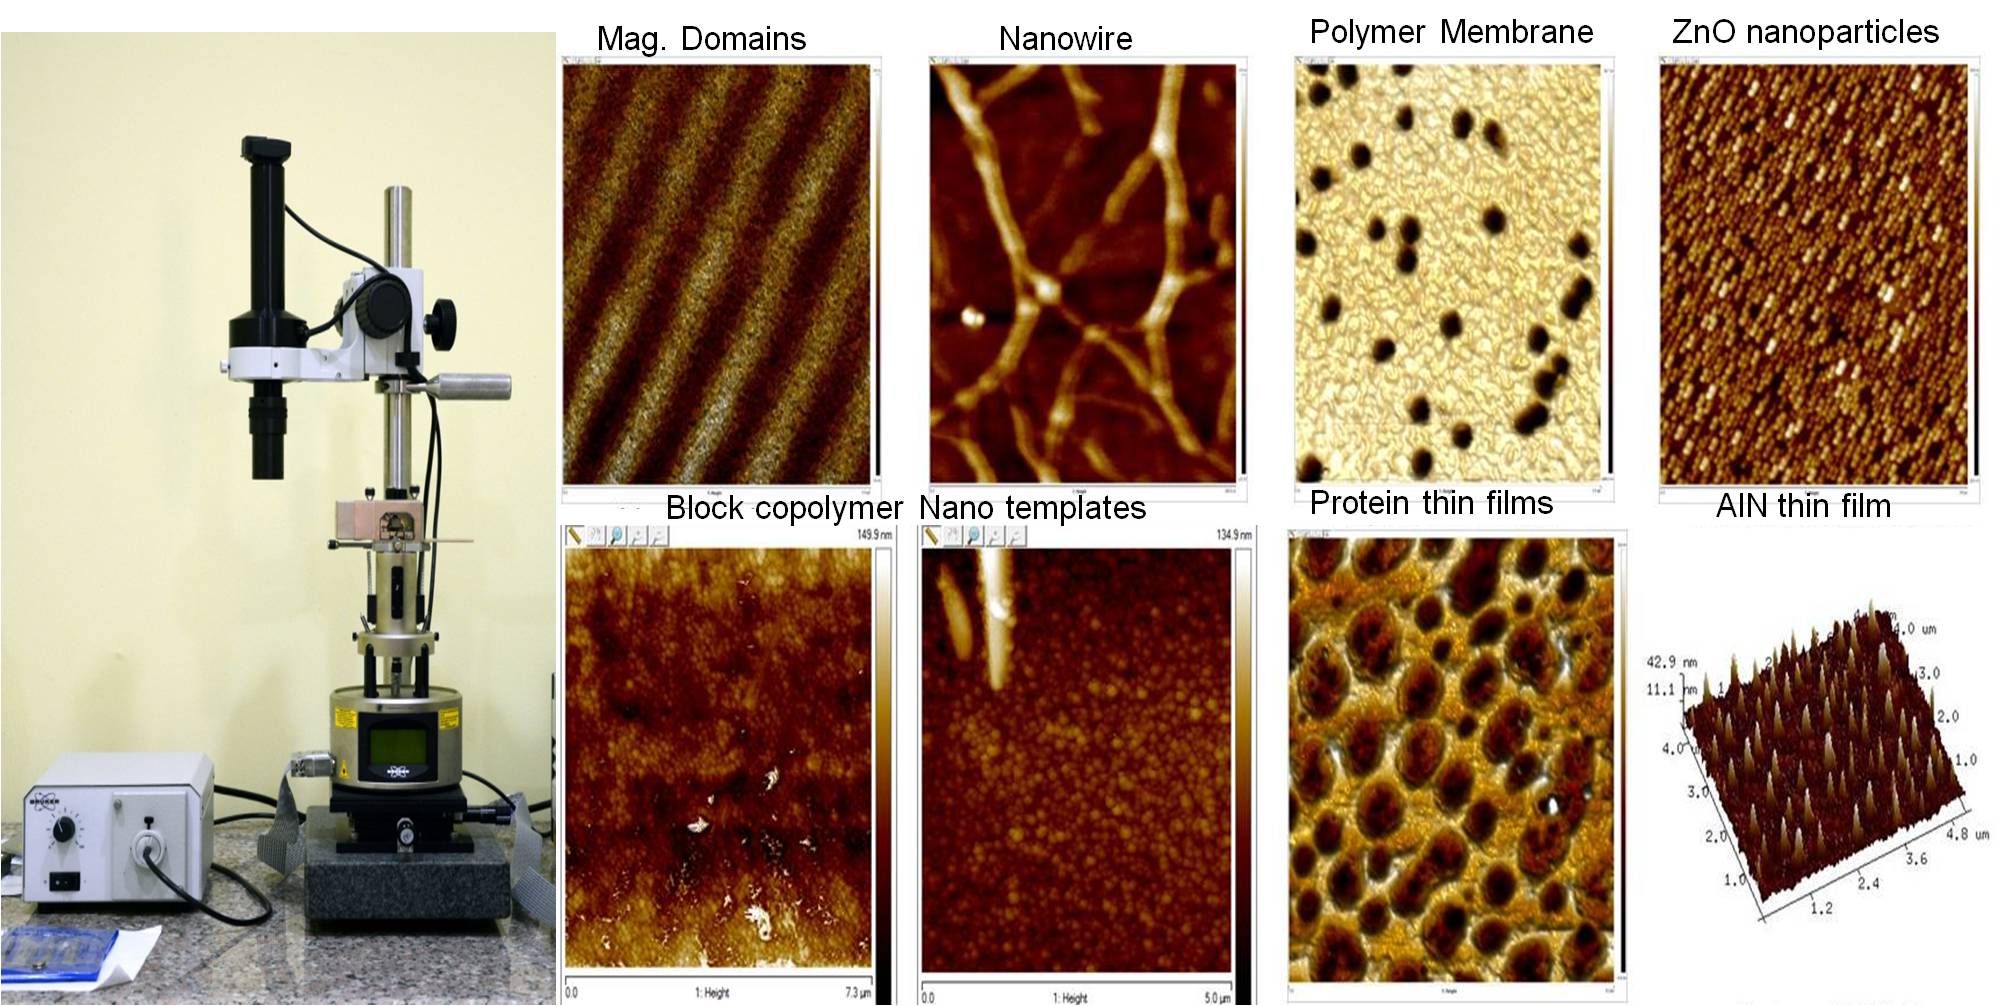 Mag. Domains
Nanowire
Polymer Membrane
ZnO nanoparticles
Block copolymer Nano templates
Protein thin films
AlN thin film
149.9 nm
134.9 nm
0.0 1: Height 7.3 µm
0.0 1: Height 5.0 µm
42.9 nm
11.1 nm
4.0 um
3.0
2.0
1.0
4.0
3.0
2.0
1.0
1.2
2.4
3.6
4.8 um
BRUKER
BRUKER